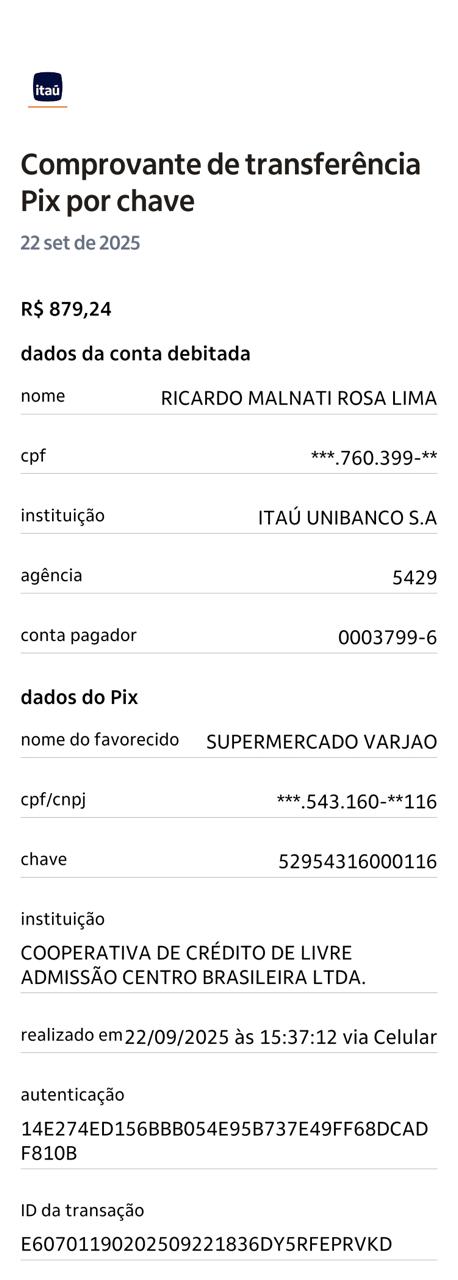 itaú
Comprovante de transferência
Pix por chave
22 set de 2025
R$ 879,24
dados da conta debitada
nome RICARDO MALNATI ROSA LIMA
cpf ***.760.399-**
instituição ITAÚ UNIBANCO S.A
agência 5429
conta pagador 0003799-6
dados do Pix
nome do favorecido SUPERMERCADO VARJAO
cpf/cnpj ***.543.160-**116
chave 52954316000116
instituição
COOPERATIVA DE CRÉDITO DE LIVRE
ADMISSÃO CENTRO BRASILEIRA LTDA.
realizado em 22/09/2025 às 15:37:12 via Celular
autenticação
14E274ED156BBB054E95B737E49FF68DCAD
F810B
ID da transação
E60701190202509221836DY5RFEPRVKD